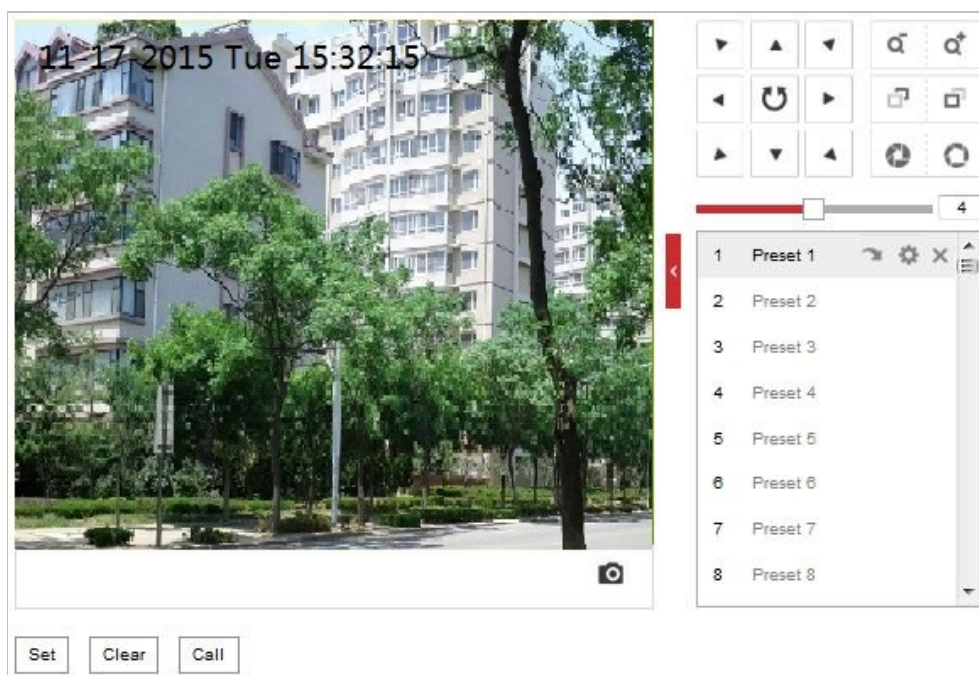 11-17-2015 Tue 15:32:15
4
1 Preset 1
2 Preset 2
3 Preset 3
4 Preset 4
5 Preset 5
6 Preset 6
7 Preset 7
8 Preset 8
Set Clear Call